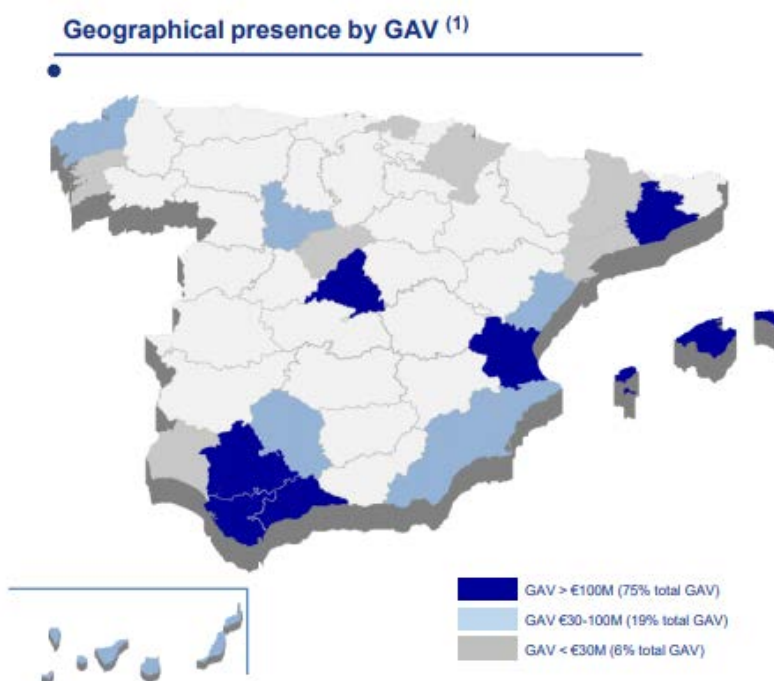 Geographical presence by GAV (1)
GAV > €100M (75% total GAV)
GAV €30-100M (19% total GAV)
GAV < €30M (6% total GAV)